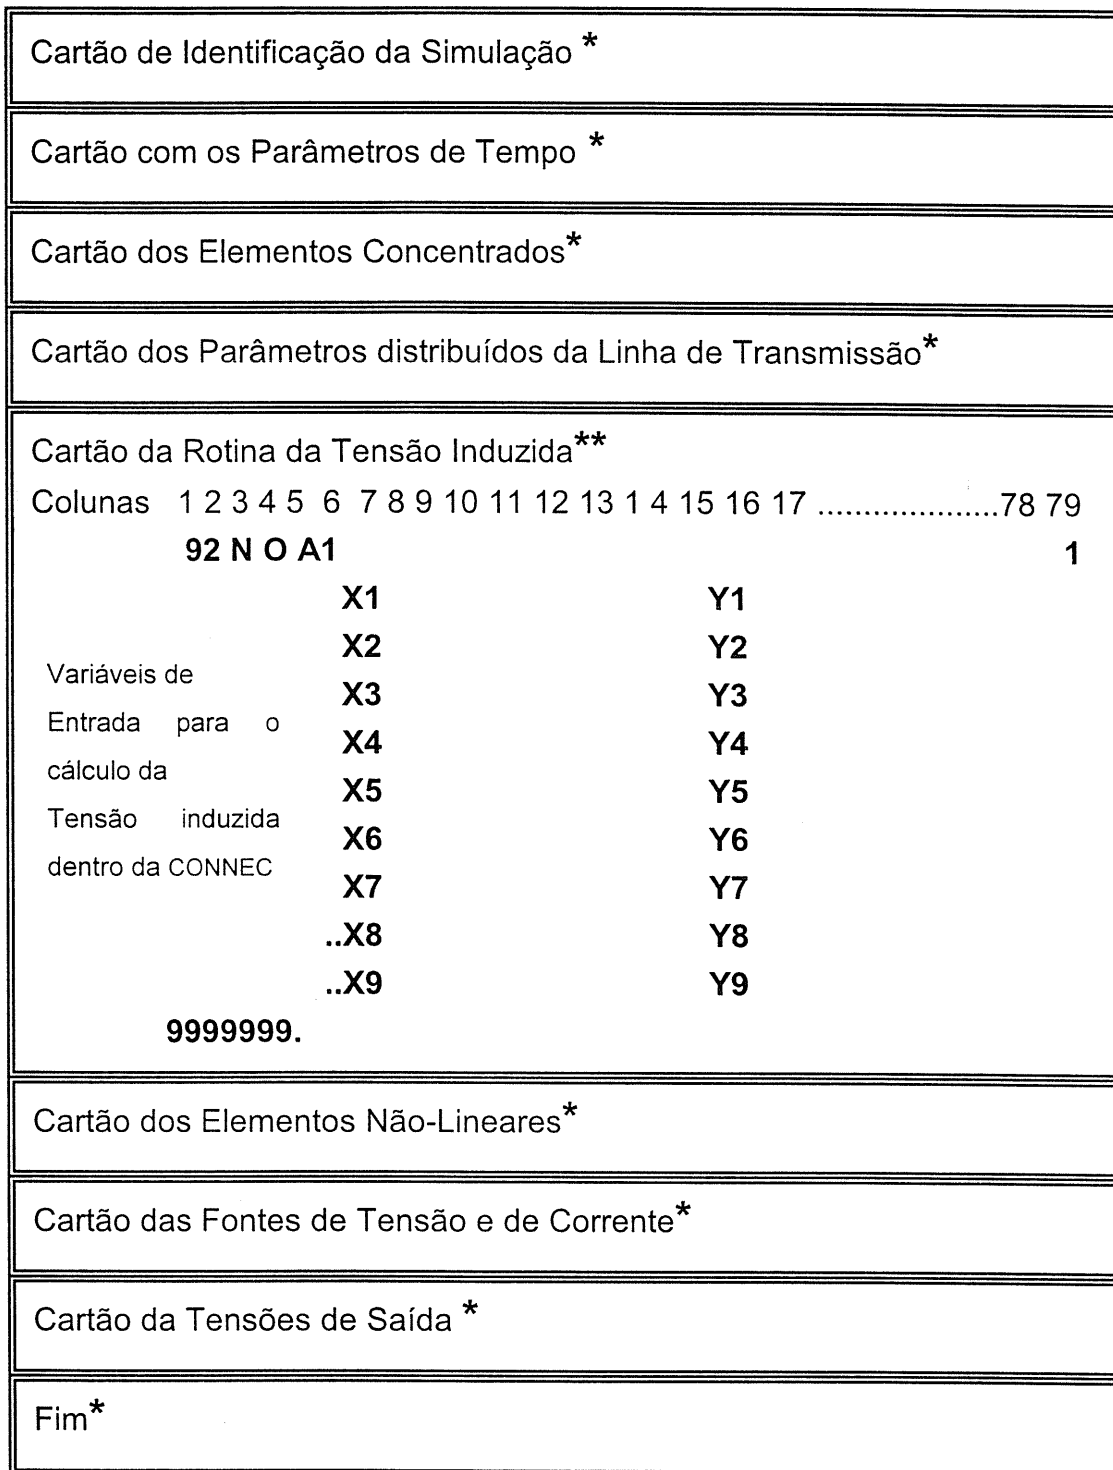 Cartão de Identificação da Simulação *
Cartão com os Parâmetros de Tempo *
Cartão dos Elementos Concentrados*
Cartão dos Parâmetros distribuídos da Linha de Transmissão*
Cartão da Rotina da Tensão Induzida**
Colunas 1 2 3 4 5 6 7 8 9 10 11 12 13 1 4 15 16 17 ....................78 79
92 N O A1 1
X1 Y1
X2 Y2
Variáveis de
X3 Y3
Entrada para o
X4 Y4
cálculo da
X5 Y5
Tensão induzida
X6 Y6
dentro da CONNEC
X7 Y7
..X8 Y8
..X9 Y9
9999999.
Cartão dos Elementos Não-Lineares*
Cartão das Fontes de Tensão e de Corrente*
Cartão da Tensões de Saída *
Fim*